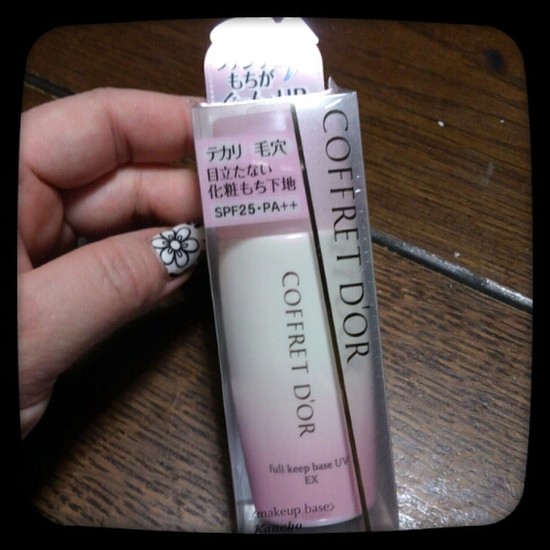 もちが
UP
テカリ 毛穴
目立たない
化粧もち下地
SPF25・PA++
COFFRET D'OR
COFFRET D'OR
full keep base UV
EX
<makeup base>
Kanebo